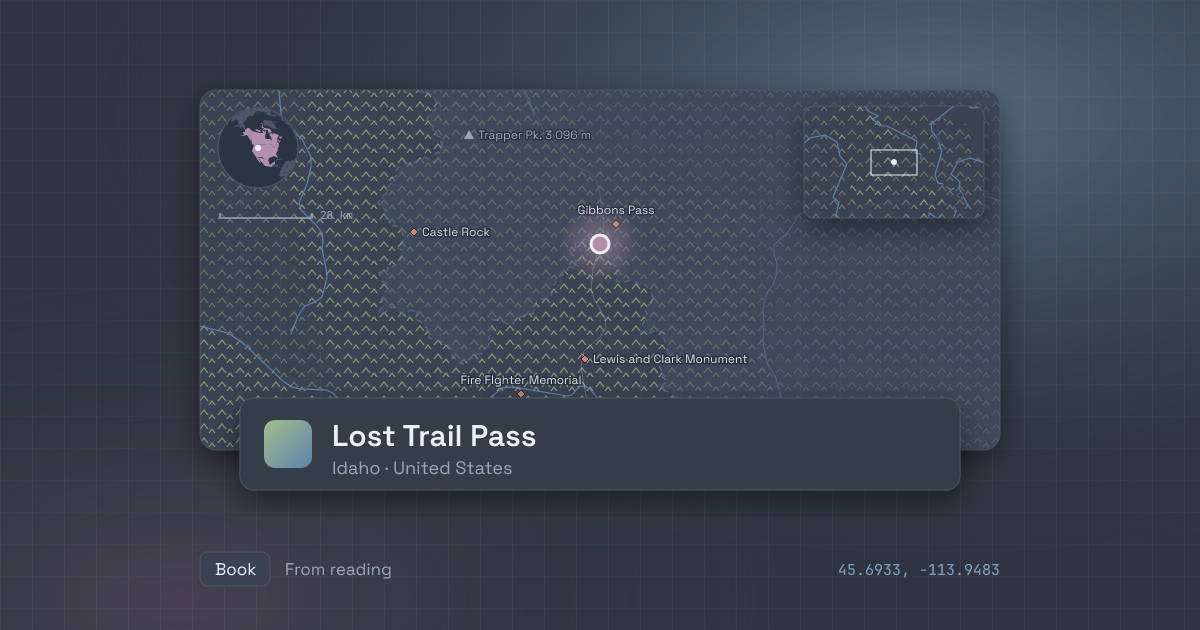 Trapper Pk. 3 096 m
Gibbons Pass
20 km
Castle Rock
Lewis and Clark Monument
Fire FIghter Memorial
Lost Trail Pass
Idaho · United States
Book
From reading
45.6933, -113.9483